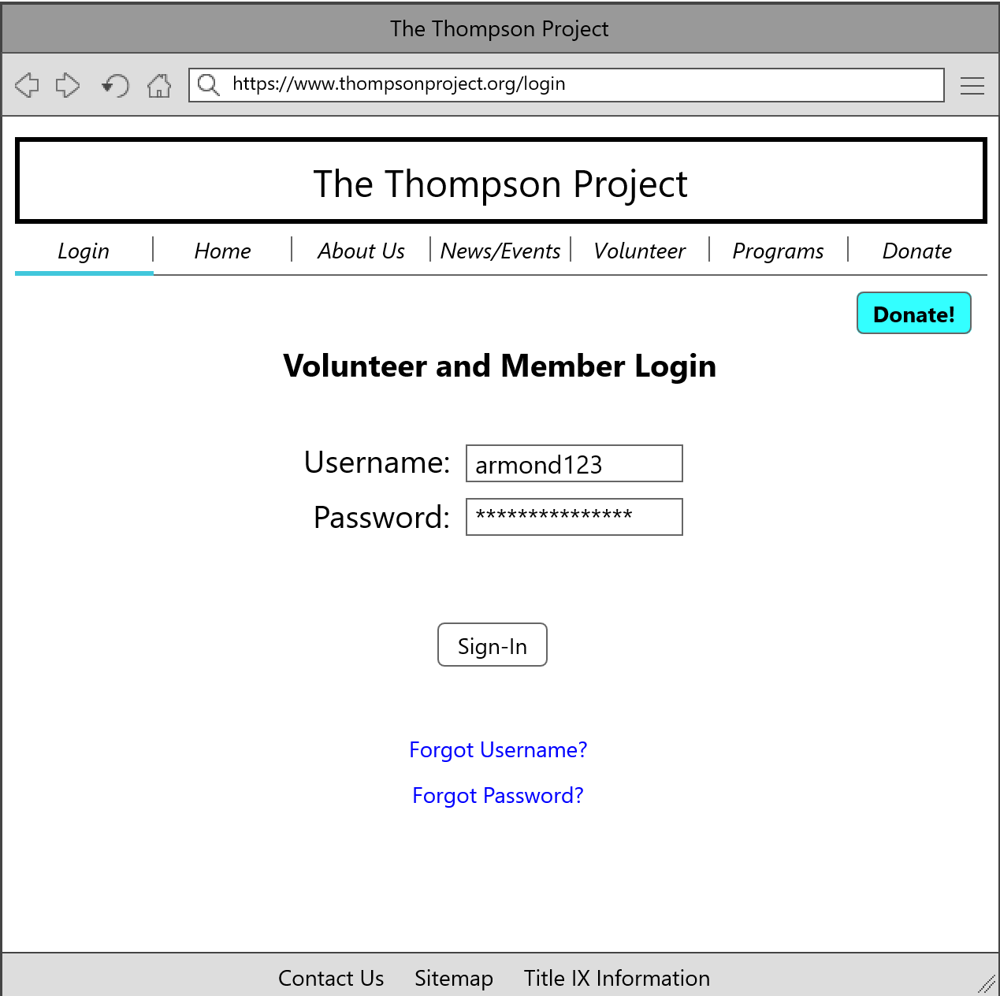 The Thompson Project
https://www.thompsonproject.org/login
The Thompson Project
Login Home About Us News/Events Volunteer Programs Donate
Donate!
Volunteer and Member Login
Username: armond123
Password: ***************
Sign-In
Forgot Username?
Forgot Password?
Contact Us Sitemap Title IX Information